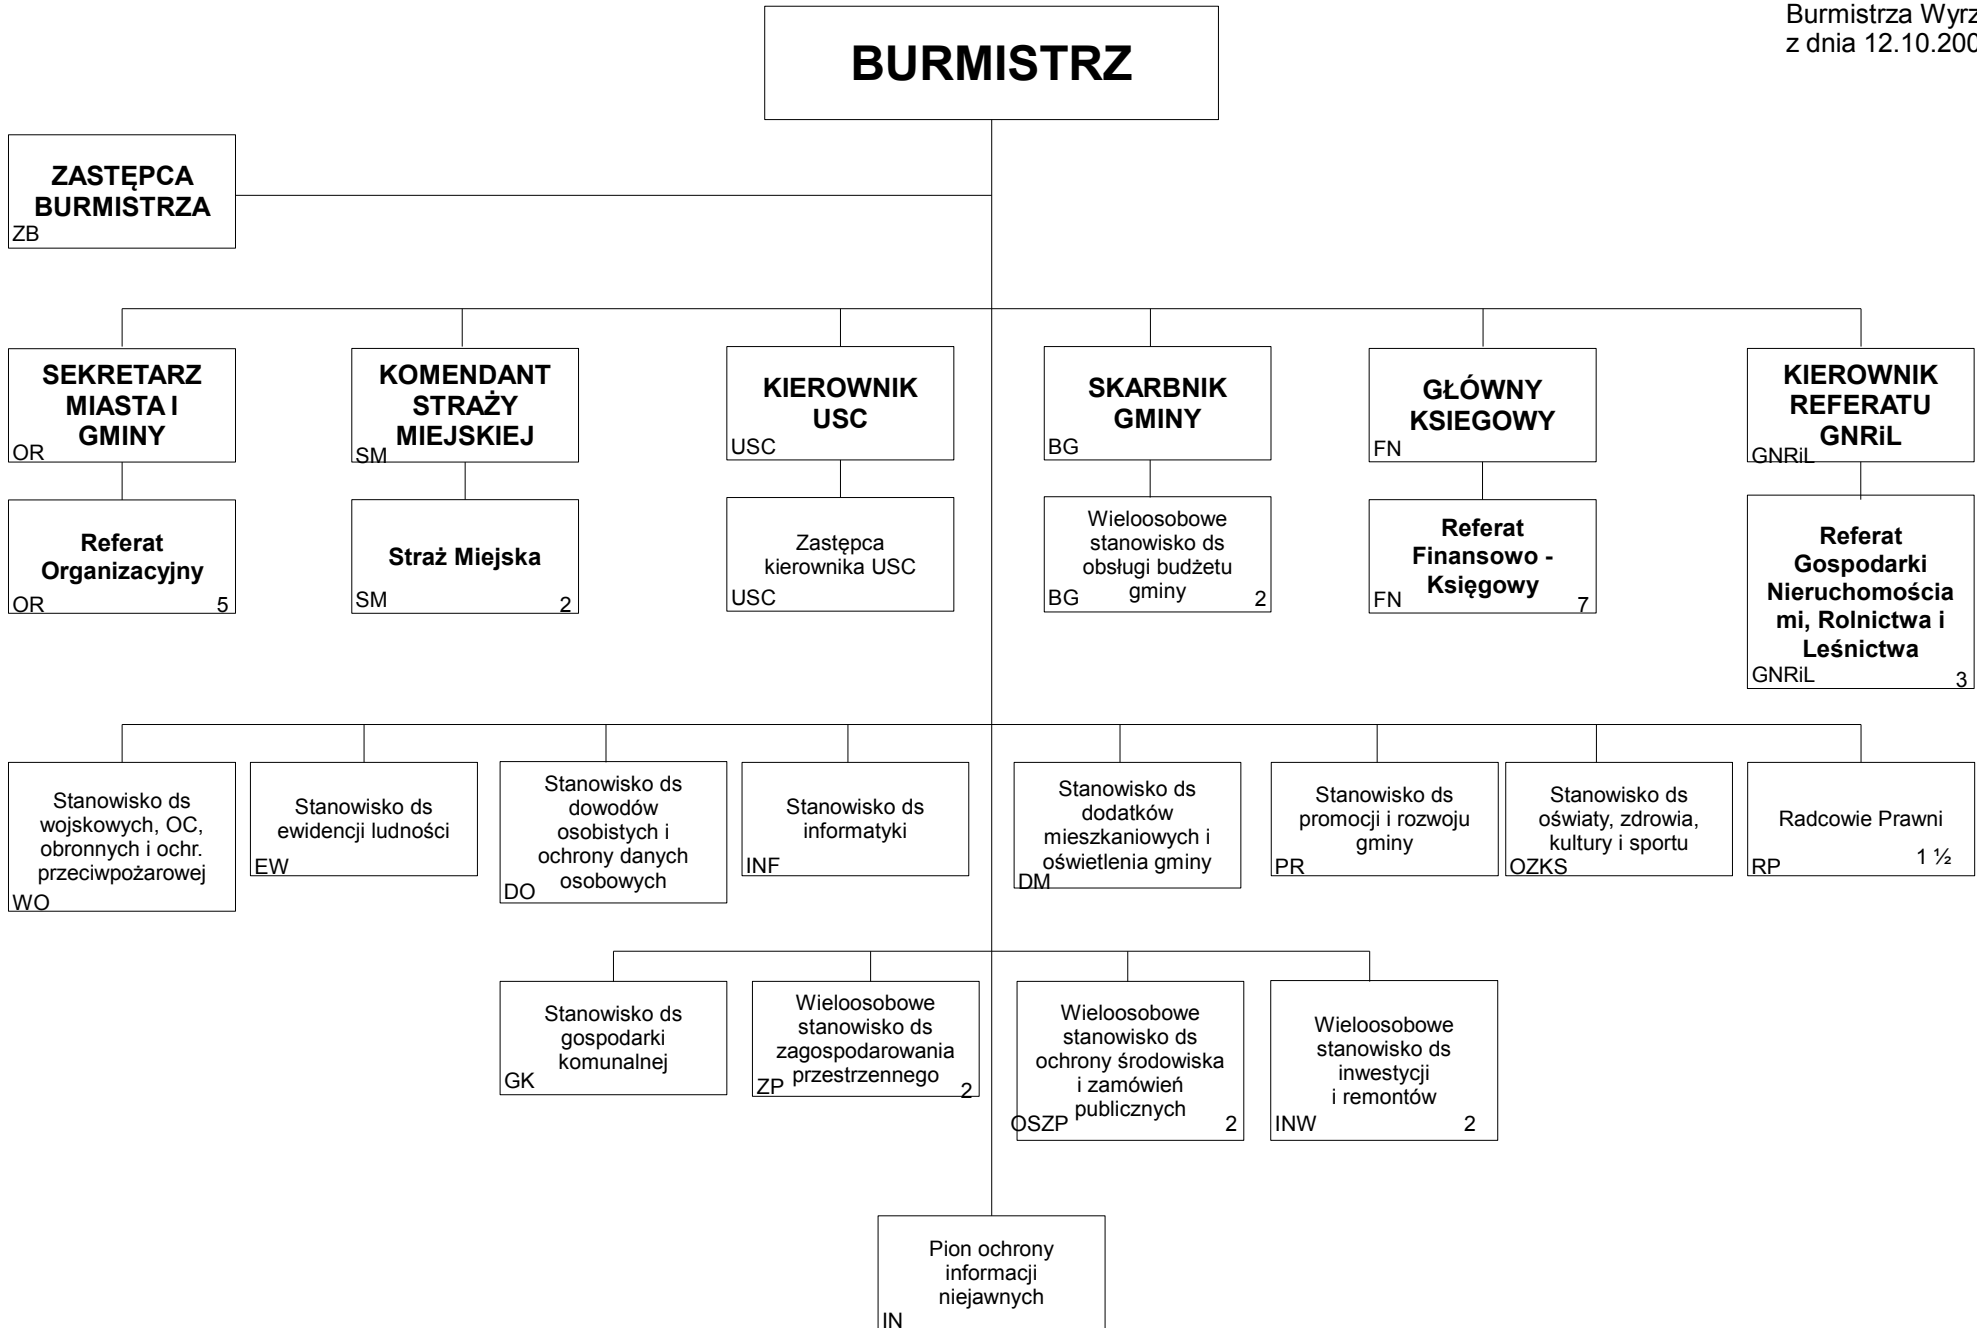 Burmistrza Wyrz
z dnia 12.10.200
BURMISTRZ
ZASTĘPCA
BURMISTRZA
ZB
SEKRETARZ
MIASTA I
GMINY
OR
KOMENDANT
STRAŻY
MIEJSKIEJ
SM
KIEROWNIK
USC
USC
SKARBNIK
GMINY
BG
GŁÓWNY
KSIEGOWY
FN
KIEROWNIK
REFERATU
GNRiL
GNRiL
Referat
Organizacyjny
OR 5
Straż Miejska
SM 2
Zastępca
kierownika USC
USC
Wieloosobowe
stanowisko ds
obsługi budżetu
gminy
BG 2
Referat
Finansowo -
Księgowy
FN 7
Referat
Gospodarki
Nieruchomościa
mi, Rolnictwa i
Leśnictwa
GNRiL 3
Stanowisko ds
wojskowych, OC,
obronnych i ochr.
przeciwpożarowej
WO
Stanowisko ds
ewidencji ludności
EW
Stanowisko ds
dowodów
osobistych i
ochrony danych
osobowych
DO
Stanowisko ds
informatyki
INF
Stanowisko ds
dodatków
mieszkaniowych i
oświetlenia gminy
DM
Stanowisko ds
promocji i rozwoju
gminy
PR
Stanowisko ds
oświaty, zdrowia,
kultury i sportu
OZKS
Radcowie Prawni
1 ½
RP
Stanowisko ds
gospodarki
komunalnej
GK
Wieloosobowe
stanowisko ds
zagospodarowania
przestrzennego
ZP 2
Wieloosobowe
stanowisko ds
ochrony środowiska
i zamówień
publicznych
OSZP 2
Wieloosobowe
stanowisko ds
inwestycji
i remontów
INW 2
Pion ochrony
informacji
niejawnych
IN